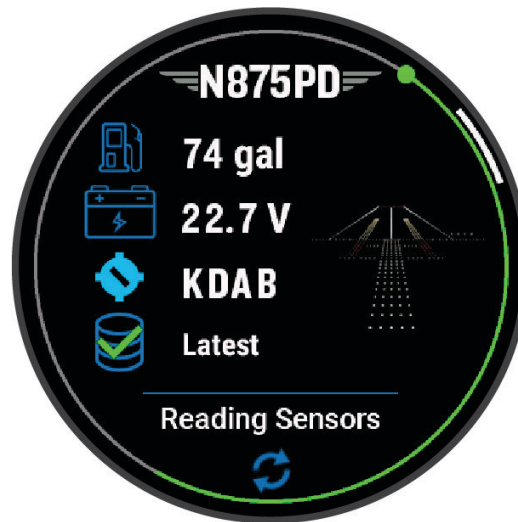 N875PD
74 gal
22.7 V
KDAB
Latest
Reading Sensors